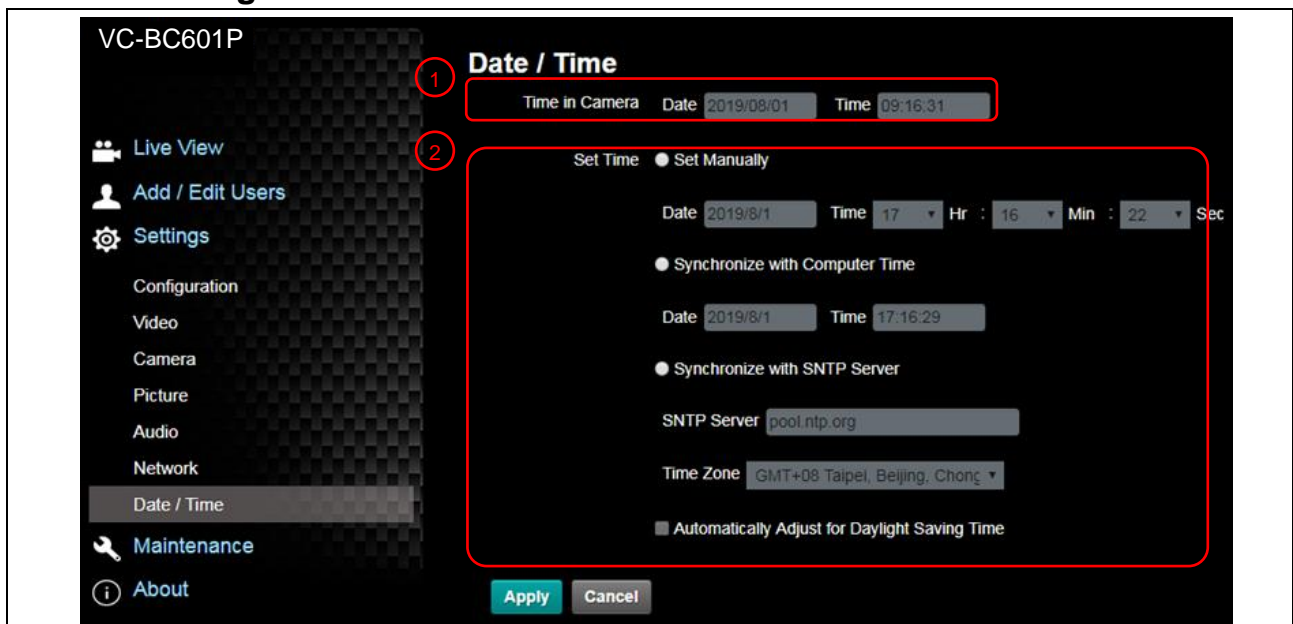 VC-BC601P
Live View
Add / Edit Users
Settings
Configuration
Video
Camera
Picture
Audio
Network
Date / Time
Maintenance
About
Date / Time
1
Time in Camera Date 2019/08/01 Time 09:16:31
2
Set Time Set Manually
Date 2019/8/1 Time 17 Hr : 16 Min : 22 Sec
Synchronize with Computer Time
Date 2019/8/1 Time 17:16:29
Synchronize with SNTP Server
SNTP Server pool.ntp.org
Time Zone GMT+08 Taipei, Beijing, Chong
Automatically Adjust for Daylight Saving Time
Apply Cancel